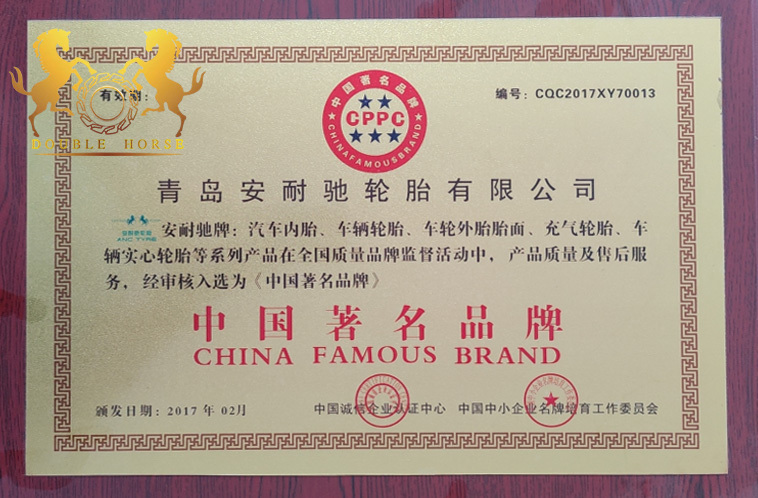 有效期：
编号：CQC2017XY70013
DOUBLE HORSE
中国著名品牌
CPPC
CHINAFAMOUSBRAND
青岛安耐驰轮胎有限公司
安耐驰轮胎
ANC TYRE
安耐驰牌：汽车内胎、车辆轮胎、车轮外胎胎面、充气轮胎、车
辆实心轮胎等系列产品在全国质量品牌监督活动中，产品质量及售后服
务，经审核入选为《中国著名品牌》
中国著名品牌
CHINA FAMOUS BRAND
颁发日期：2017 年 02月
中国诚信企业认证中心 中国中小企业名牌培育工作委员会